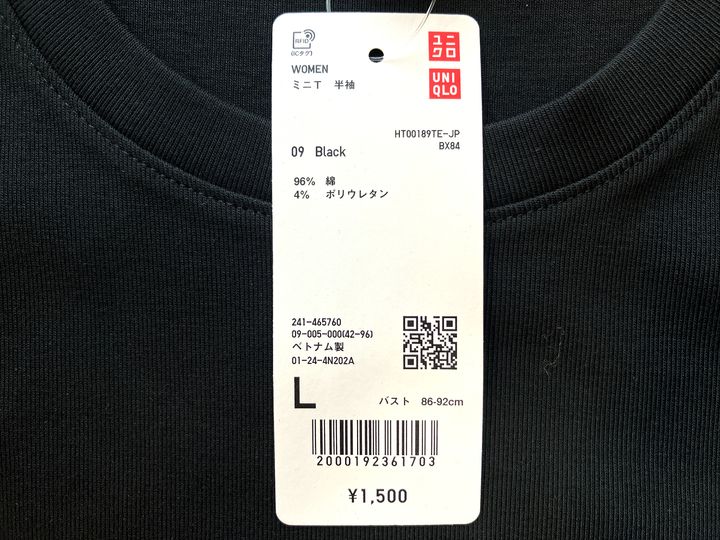 RFID
(ICタグ)
ユニ
クロ
UNI
QLO
WOMEN
ミニT 半袖
HT00189TE-JP
BX84
09 Black
96% 綿
4% ポリウレタン
241-465760
09-005-000(42-96)
ベトナム製
01-24-4N202A
L バスト 86-92cm
2000192361703
¥1,500